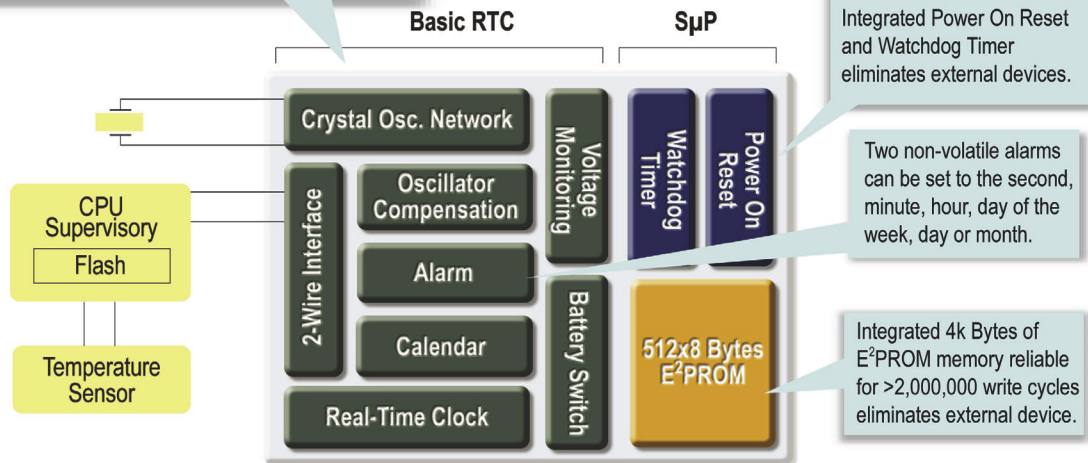 Basic RTC
SµP
Integrated Power On Reset
and Watchdog Timer
eliminates external devices.
Crystal Osc. Network
Voltage
Monitoring
Watchdog
Timer
Power On
Reset
Two non-volatile alarms
can be set to the second,
minute, hour, day of the
week, day or month.
CPU
Supervisory
Flash
2-Wire Interface
Oscillator
Compensation
Alarm
Calendar
Battery Switch
512x8 Bytes
E²PROM
Integrated 4k Bytes of
E²PROM memory reliable
for >2,000,000 write cycles
eliminates external device.
Temperature
Sensor
Real-Time Clock